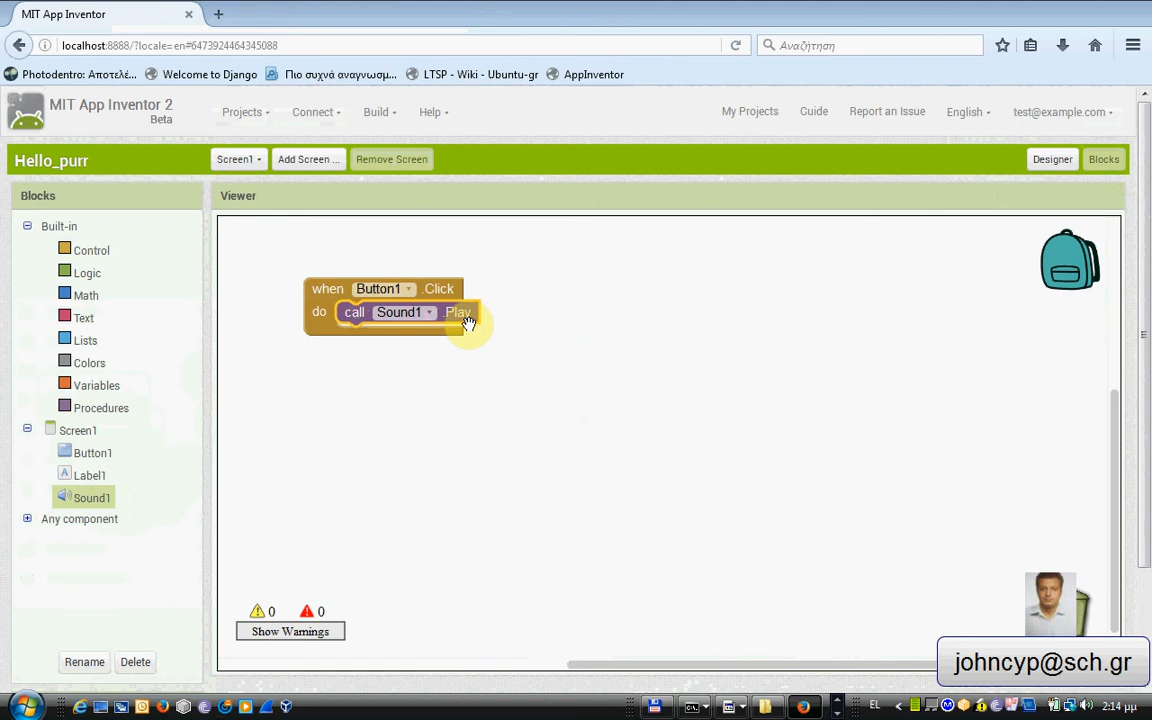 MIT App Inventor
localhost:8888/?locale=en#6473924464345088
Αναζήτηση
Photodentro: Αποτελέ...
Welcome to Django
Πιο συχνά αναγνωσμ...
LTSP - Wiki - Ubuntu-gr
AppInventor
MIT App Inventor 2
Beta
Projects
Connect
Build
Help
My Projects
Guide
Report an Issue
English
test@example.com
Hello_purr
Screen1
Add Screen ...
Remove Screen
Designer
Blocks
Blocks
Viewer
Built-in
Control
Logic
Math
Text
Lists
Colors
Variables
Procedures
Screen1
Button1
Label1
Sound1
Any component
Rename
Delete
when Button1 .Click
do call Sound1 .Play
0 0
Show Warnings
johncyp@sch.gr
EL
2:14 μμ